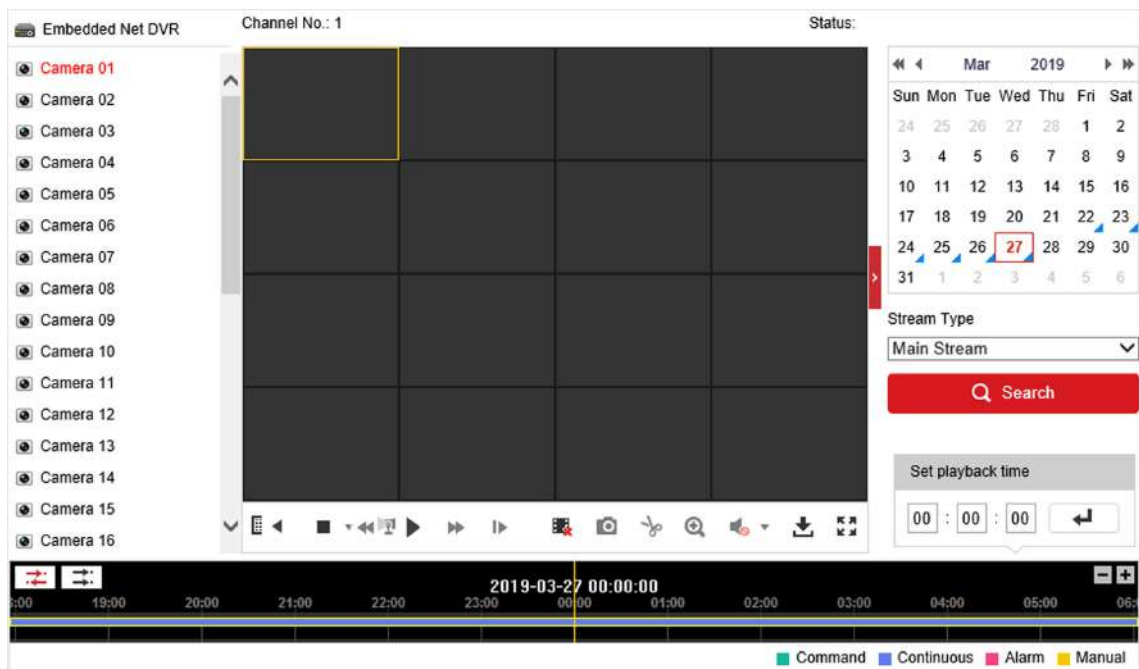 Embedded Net DVR
Channel No.: 1
Status:
Camera 01
Camera 02
Camera 03
Camera 04
Camera 05
Camera 06
Camera 07
Camera 08
Camera 09
Camera 10
Camera 11
Camera 12
Camera 13
Camera 14
Camera 15
Camera 16
Mar 2019
Sun Mon Tue Wed Thu Fri Sat
24 25 26 27 28 1 2
3 4 5 6 7 8 9
10 11 12 13 14 15 16
17 18 19 20 21 22 23
24 25 26 27 28 29 30
31 1 2 3 4 5 6
Stream Type
Main Stream
Search
Set playback time
00 : 00 : 00
2019-03-27 00:00:00
:00 19:00 20:00 21:00 22:00 23:00 00:00 01:00 02:00 03:00 04:00 05:00 06:
Command Continuous Alarm Manual